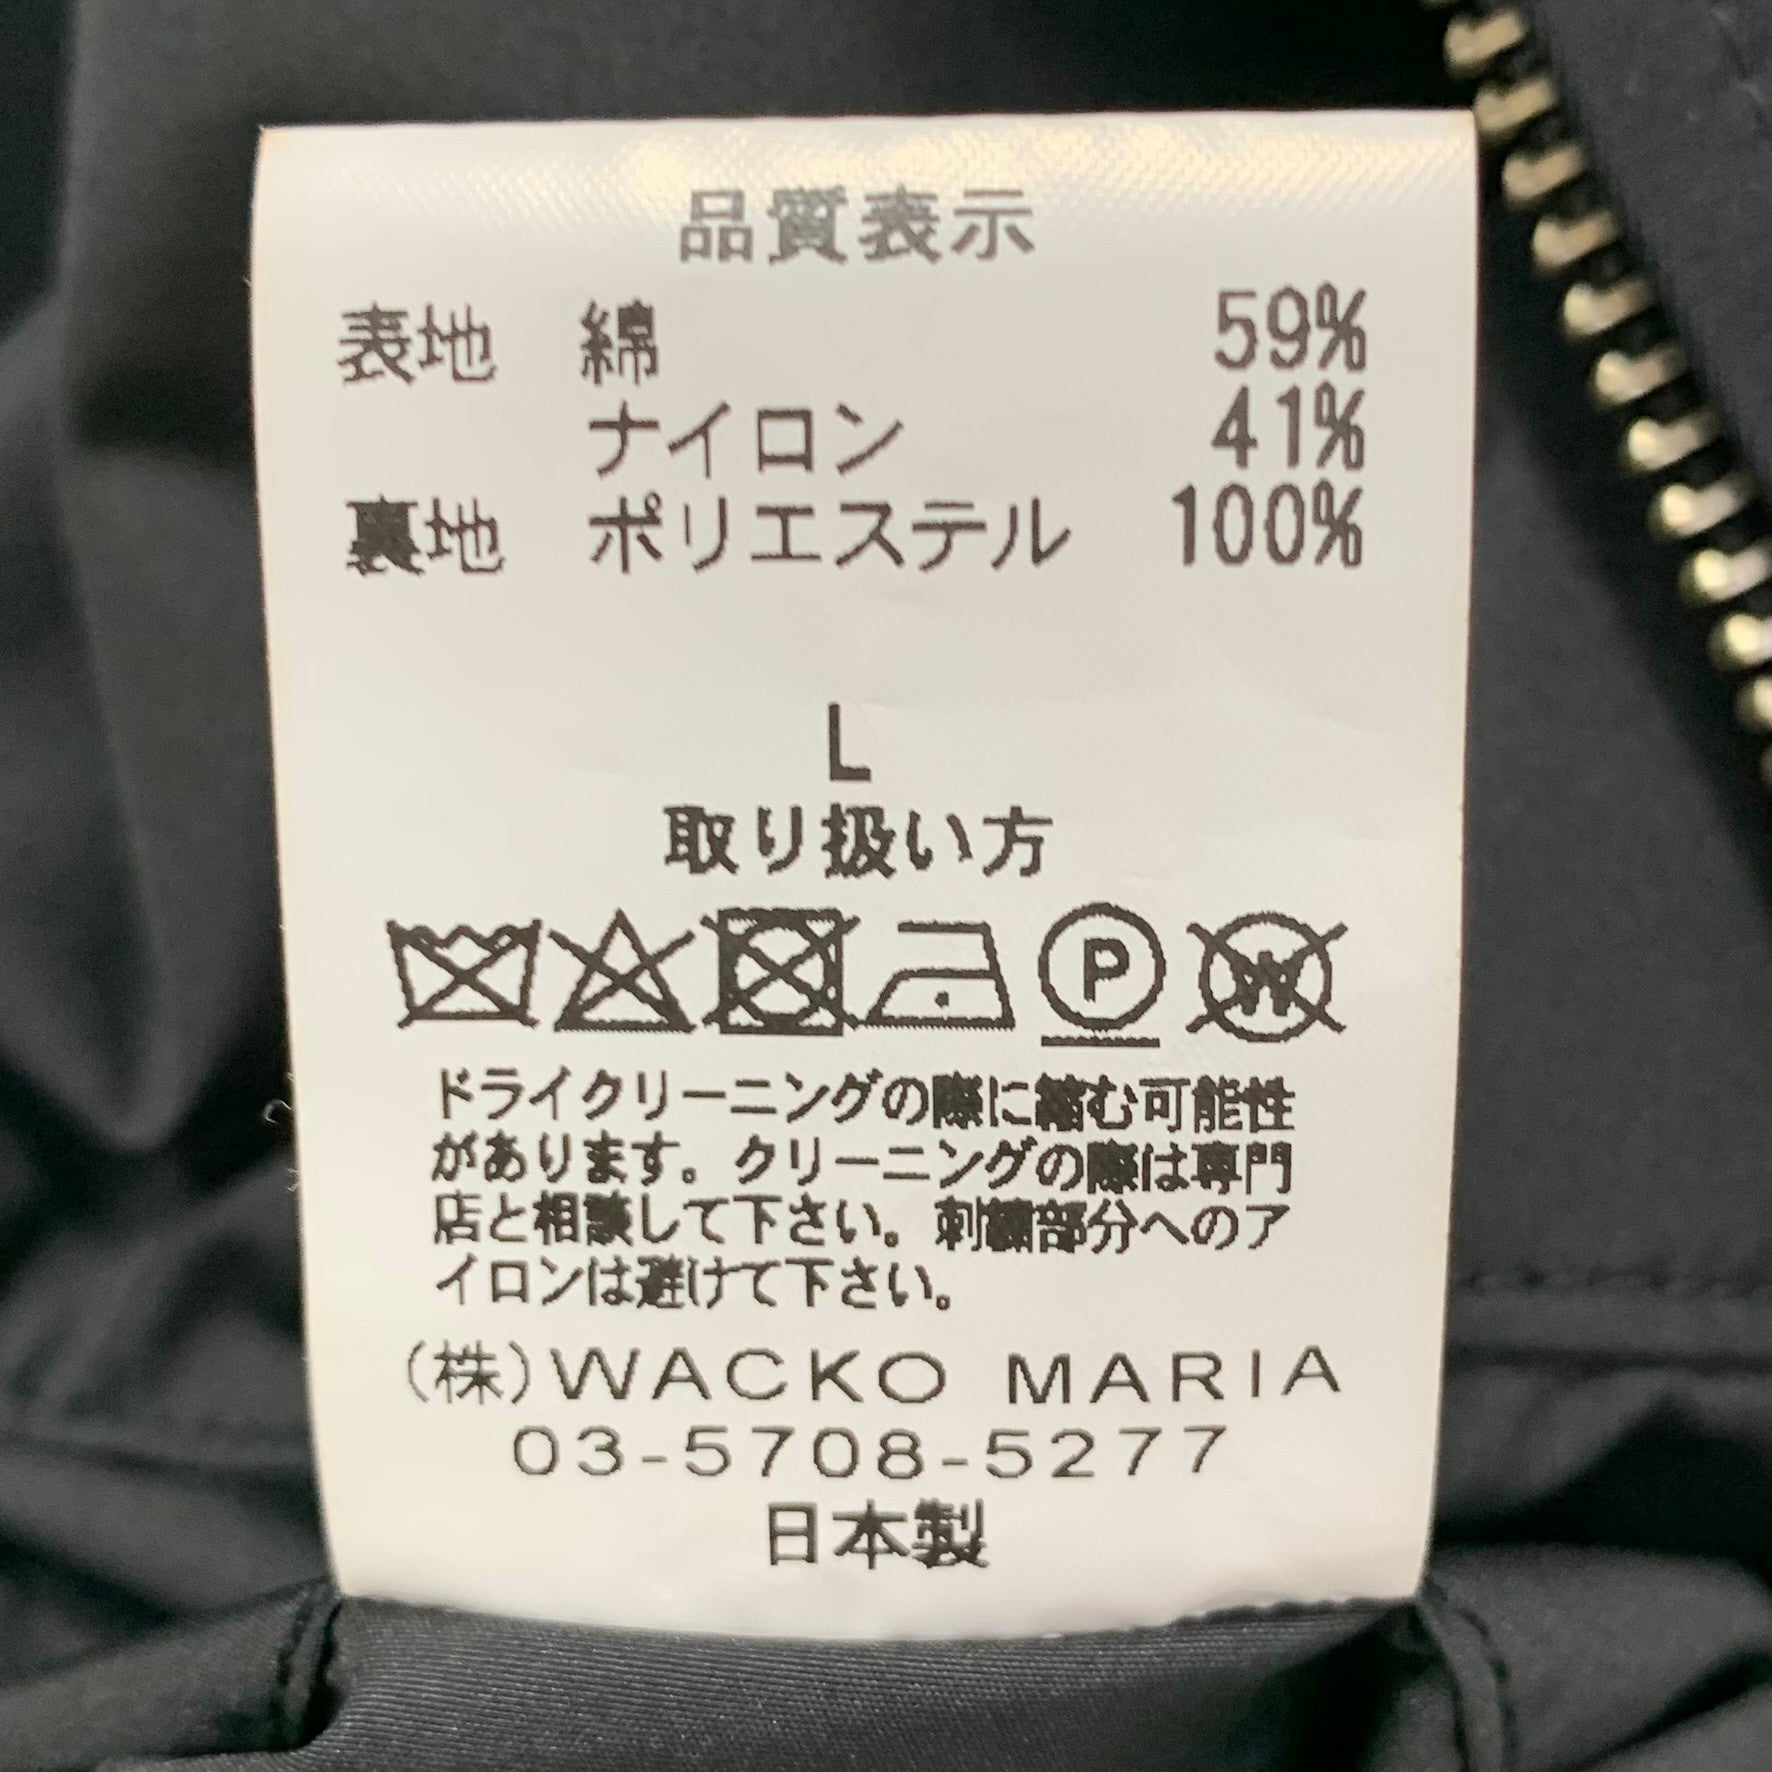 品質表示
表地 綿 59%
ナイロン 41%
裏地 ポリエステル 100%
L
取り扱い方
P W
ドライクリーニングの際に縮む可能性
があります。クリーニングの際は専門
店と相談して下さい。刺繍部分へのア
イロンは避けて下さい。
(株)WACKO MARIA
03-5708-5277
日本製